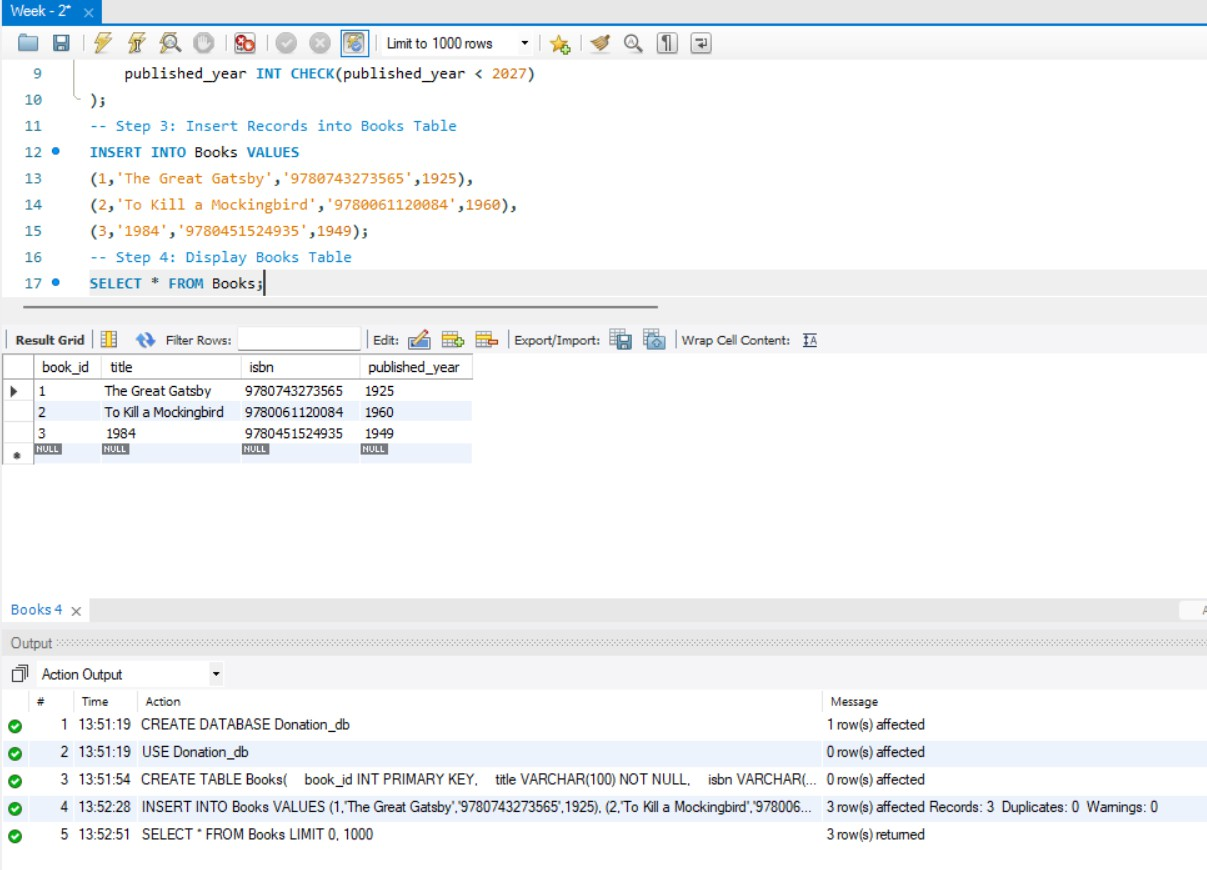 Week - 2*
Limit to 1000 rows
9 published_year INT CHECK(published_year < 2027)
10 );
11 -- Step 3: Insert Records into Books Table
12 INSERT INTO Books VALUES
13 (1,'The Great Gatsby','9780743273565',1925),
14 (2,'To Kill a Mockingbird','9780061120084',1960),
15 (3,'1984','9780451524935',1949);
16 -- Step 4: Display Books Table
17 SELECT * FROM Books;
Result Grid Filter Rows: Edit: Export/Import: Wrap Cell Content:
book_id title isbn published_year
1 The Great Gatsby 9780743273565 1925
2 To Kill a Mockingbird 9780061120084 1960
3 1984 9780451524935 1949
NULL NULL NULL NULL
Books 4
Output
Action Output
# Time Action Message
1 13:51:19 CREATE DATABASE Donation_db 1 row(s) affected
2 13:51:19 USE Donation_db 0 row(s) affected
3 13:51:54 CREATE TABLE Books( book_id INT PRIMARY KEY, title VARCHAR(100) NOT NULL, isbn VARCHAR(... 0 row(s) affected
4 13:52:28 INSERT INTO Books VALUES (1,'The Great Gatsby','9780743273565',1925), (2,'To Kill a Mockingbird','978006... 3 row(s) affected Records: 3 Duplicates: 0 Warnings: 0
5 13:52:51 SELECT * FROM Books LIMIT 0, 1000 3 row(s) returned